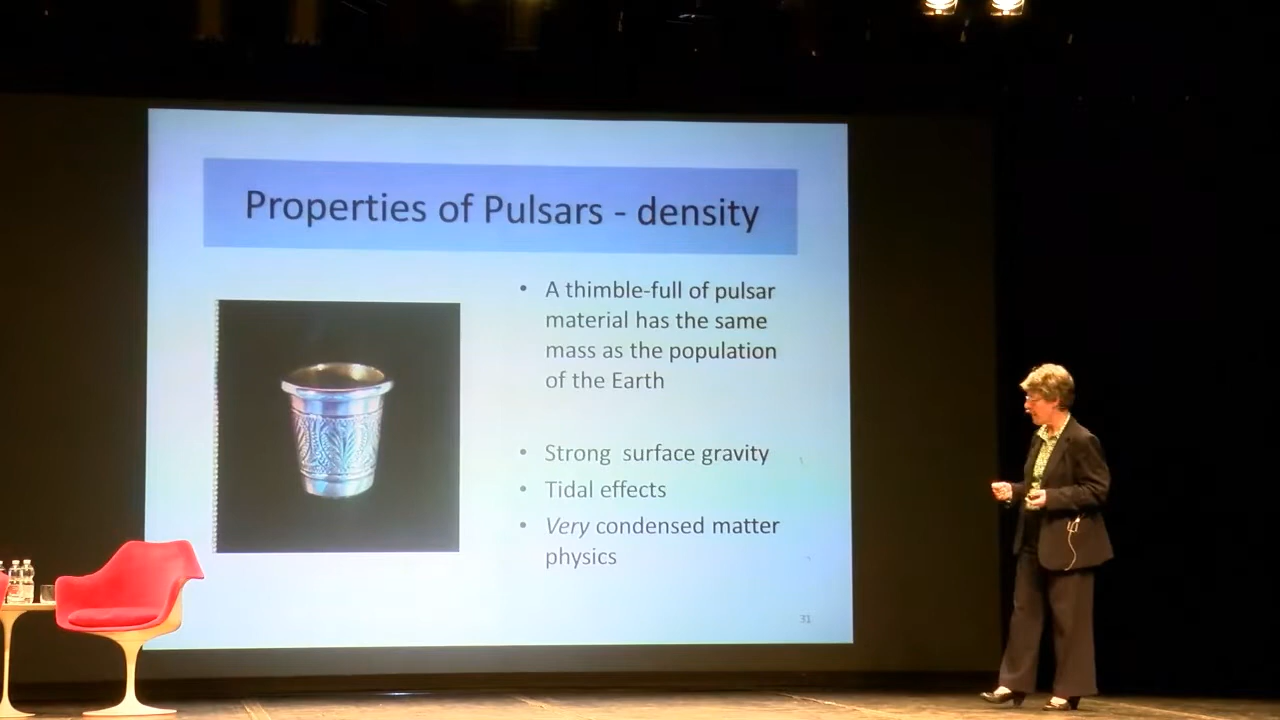 Properties of Pulsars - density
• A thimble-full of pulsar
material has the same
mass as the population
of the Earth
• Strong surface gravity
• Tidal effects
• Very condensed matter
physics
31